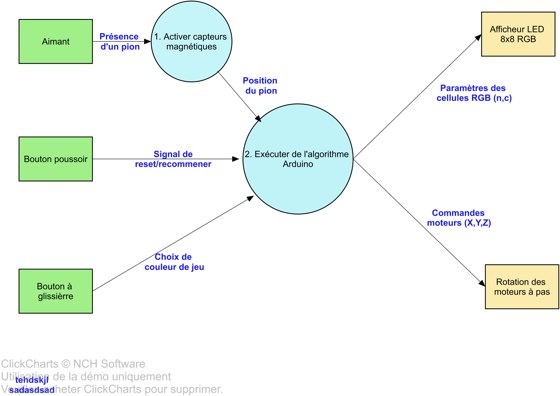 Aimant
Présence
d'un pion
1. Activer capteurs
magnétiques
Afficheur LED
8x8 RGB
Position
du pion
Paramètres des
cellules RGB (n,c)
Bouton poussoir
Signal de
reset/recommener
2. Exécuter de l'algorithme
Arduino
Commandes
moteurs (X,Y,Z)
Choix de
couleur de jeu
Bouton à
glissièrre
Rotation des
moteurs à pas
ClickCharts © NCH Software
Utilisation de la démo uniquement
tehdskjl
sadasdsad
acheter ClickCharts pour supprimer.